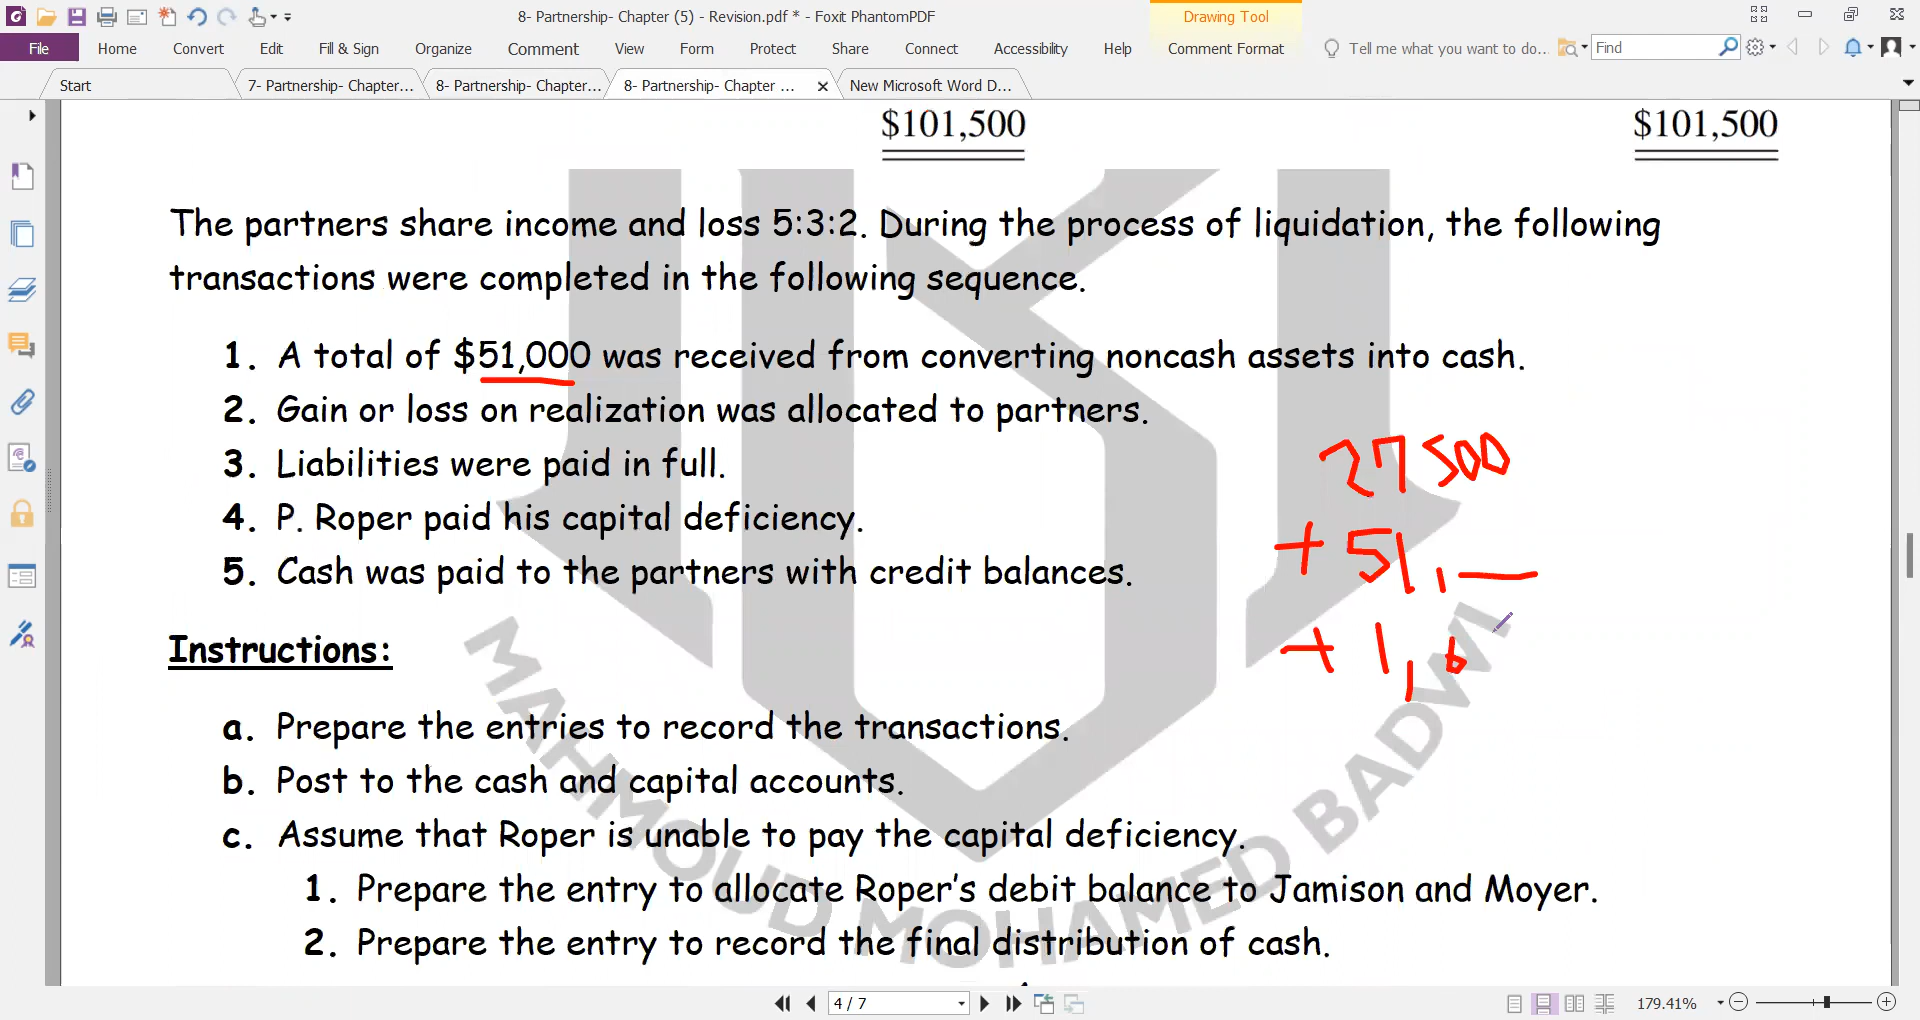 8- Partnership- Chapter (5) - Revision.pdf * - Foxit PhantomPDF
Drawing Tool
File Home Convert Edit Fill & Sign Organize Comment View Form Protect Share Connect Accessibility Help Comment Format Tell me what you want to do... Find
Start 7- Partnership- Chapter... 8- Partnership- Chapter... 8- Partnership- Chapter ... New Microsoft Word D...
$101,500 $101,500
The partners share income and loss 5:3:2. During the process of liquidation, the following
transactions were completed in the following sequence.
1. A total of $51,000 was received from converting noncash assets into cash.
2. Gain or loss on realization was allocated to partners.
27 500
3. Liabilities were paid in full.
4. P. Roper paid his capital deficiency.
+ 51, —
5. Cash was paid to the partners with credit balances.
+ 1, 6
Instructions:
a. Prepare the entries to record the transactions.
b. Post to the cash and capital accounts.
c. Assume that Roper is unable to pay the capital deficiency.
1. Prepare the entry to allocate Roper's debit balance to Jamison and Moyer.
2. Prepare the entry to record the final distribution of cash.
MAHMOUD MOHAMED BADWI
4 / 7 179.41%